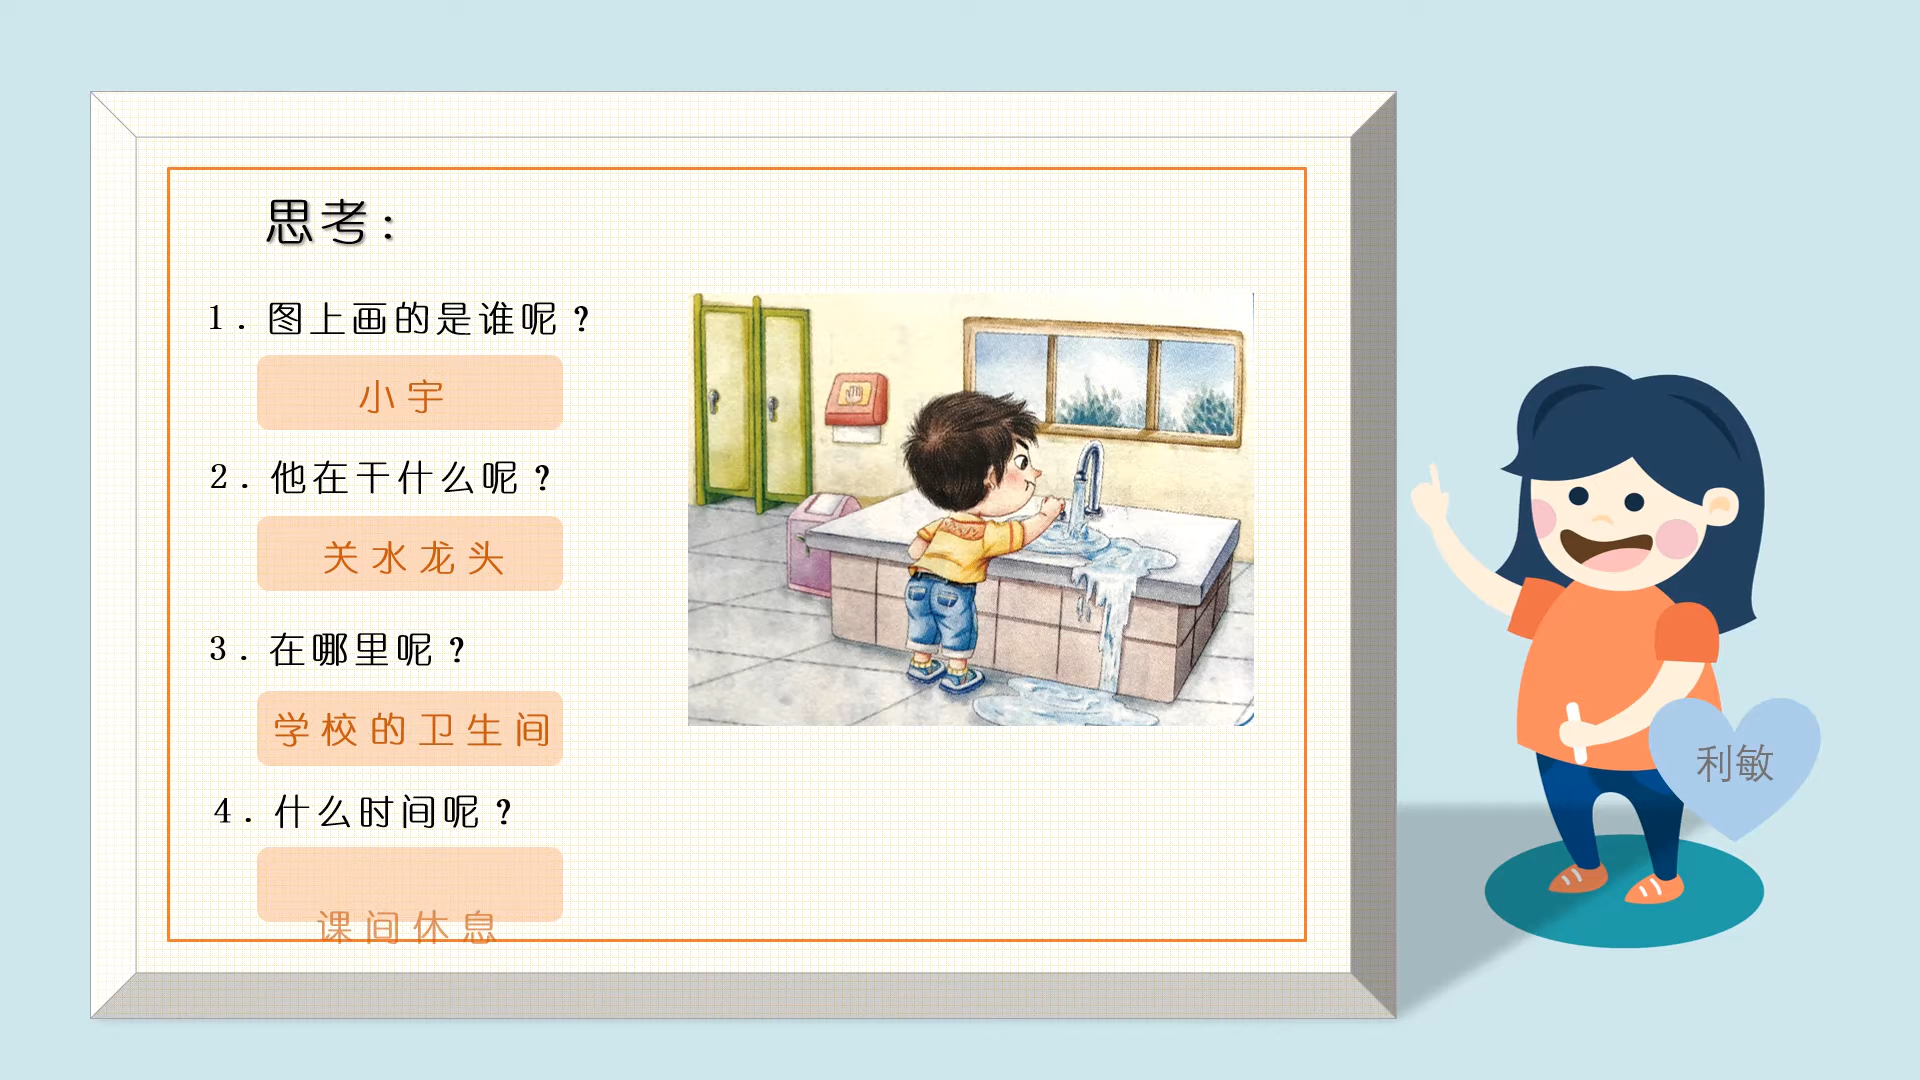 思考：
1．图上画的是谁呢？
小宇
2．他在干什么呢？
关水龙头
3．在哪里呢？
学校的卫生间
4．什么时间呢？
课间休息
利敏